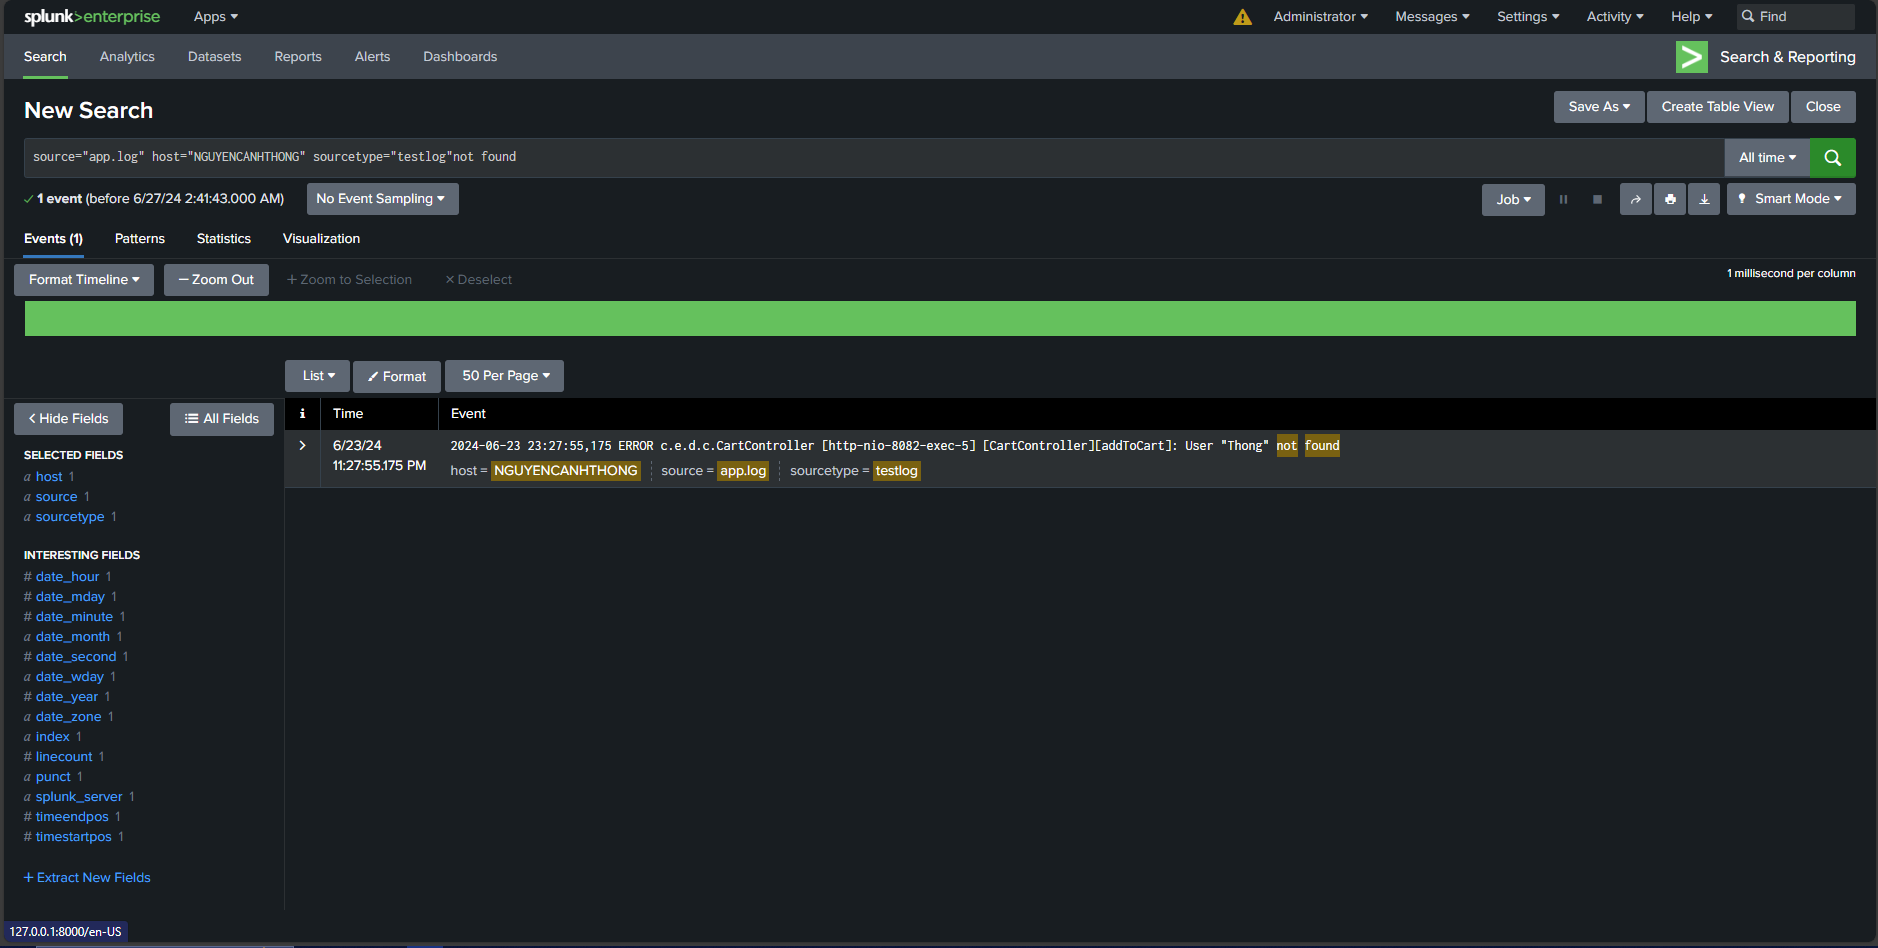 splunk>enterprise Apps Administrator Messages Settings Activity Help Find
Search Analytics Datasets Reports Alerts Dashboards Search & Reporting
New Search Save As Create Table View Close
source="app.log" host="NGUYENCANHTHONG" sourcetype="testlog"not found All time
1 event (before 6/27/24 2:41:43.000 AM) No Event Sampling Job Smart Mode
Events (1) Patterns Statistics Visualization
Format Timeline Zoom Out Zoom to Selection Deselect 1 millisecond per column
List Format 50 Per Page
Hide Fields All Fields
i Time Event
6/23/24
11:27:55.175 PM
2024-06-23 23:27:55,175 ERROR c.e.d.c.CartController [http-nio-8082-exec-5] [CartController][addToCart]: User "Thong" not found
host = NGUYENCANHTHONG source = app.log sourcetype = testlog
SELECTED FIELDS
a host 1
a source 1
a sourcetype 1
INTERESTING FIELDS
# date_hour 1
# date_mday 1
# date_minute 1
a date_month 1
# date_second 1
a date_wday 1
# date_year 1
a date_zone 1
a index 1
# linecount 1
a punct 1
a splunk_server 1
# timeendpos 1
# timestartpos 1
+ Extract New Fields
127.0.0.1:8000/en-US